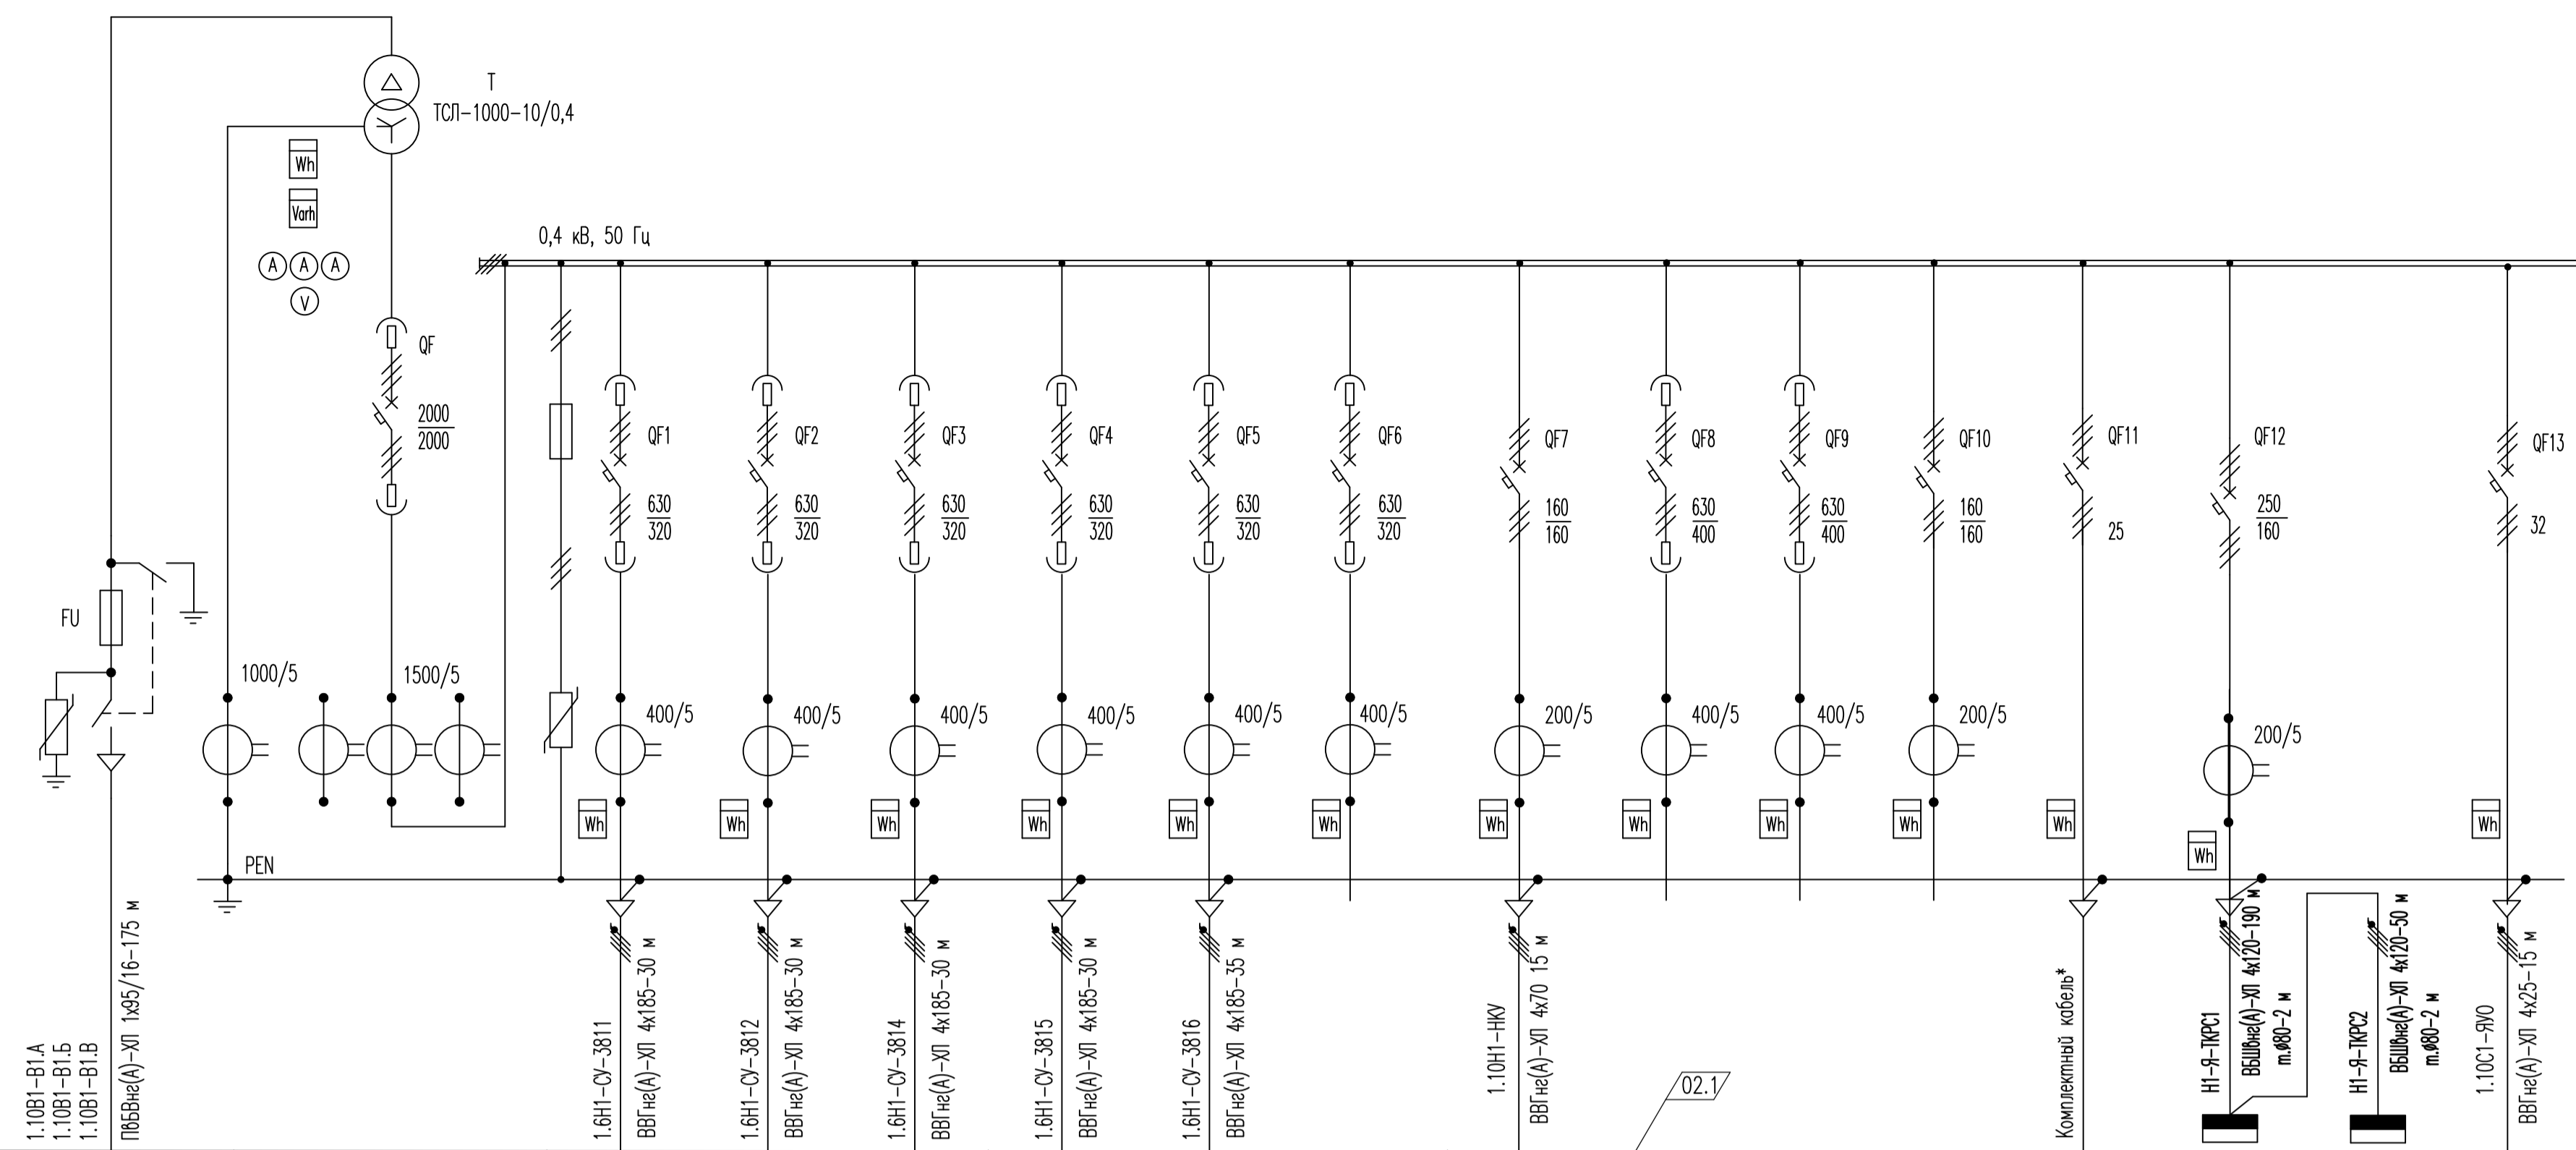 Т
ТСЛ-1000-10/0,4
Wh
Varh
А
А
А
V
0,4 кВ, 50 Гц
QF
2000
2000
QF1
630
320
QF2
630
320
QF3
630
320
QF4
630
320
QF5
630
320
QF6
630
320
QF7
160
160
QF8
630
400
QF9
630
400
QF10
160
160
QF11
25
QF12
250
160
QF13
32
FU
1000/5
1500/5
400/5
400/5
400/5
400/5
400/5
400/5
200/5
400/5
400/5
200/5
200/5
Wh
Wh
Wh
Wh
Wh
Wh
Wh
Wh
Wh
Wh
Wh
Wh
Wh
PEN
1.10В1-В1.А
1.10В1-В1.Б
1.10В1-В1.В
ПвБВнг(А)-ХЛ 1х95/16-175 м
1.6Н1-СУ-3811
ВВГнг(А)-ХЛ 4х185-30 м
1.6Н1-СУ-3812
ВВГнг(А)-ХЛ 4х185-30 м
1.6Н1-СУ-3814
ВВГнг(А)-ХЛ 4х185-30 м
1.6Н1-СУ-3815
ВВГнг(А)-ХЛ 4х185-30 м
1.6Н1-СУ-3816
ВВГнг(А)-ХЛ 4х185-35 м
1.10Н1-НКУ
ВВГнг(А)-ХЛ 4х70 15 м
02.1
Комплектный кабель*
Н1-Я-ТКРС1
ВБШвнг(А)-ХЛ 4х120-190 м
т.ø80-2 м
Н1-Я-ТКРС2
ВБШвнг(А)-ХЛ 4х120-50 м
т.ø80-2 м
1.10С1-ЯУО
ВВГнг(А)-ХЛ 4х25-15 м